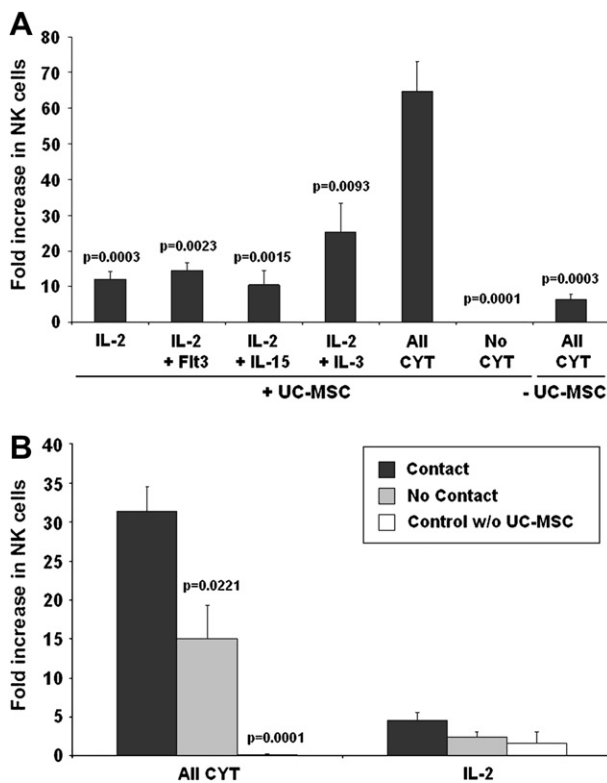 A
Fold increase in NK cells
80
70
60
50
40
30
20
10
0
p=0.0003
p=0.0023
p=0.0015
p=0.0093
p=0.0001
p=0.0003
IL-2
IL-2 + Flt3
IL-2 + IL-15
IL-2 + IL-3
All CYT
No CYT
All CYT
+ UC-MSC
- UC-MSC
B
Fold increase in NK cells
40
35
30
25
20
15
10
5
0
p=0.0221
p=0.0001
Contact
No Contact
Control w/o UC-MSC
All CYT
IL-2